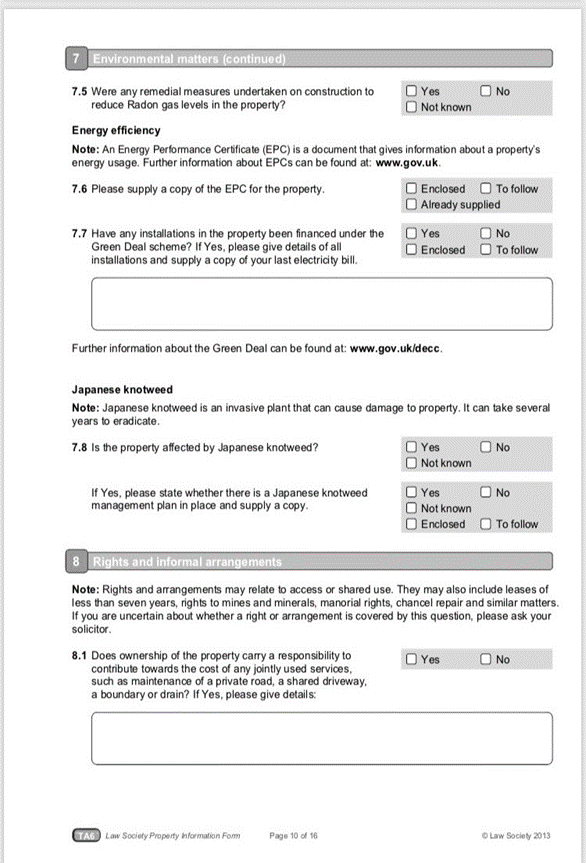 7 Environmental matters (continued)
7.5 Were any remedial measures undertaken on construction to
reduce Radon gas levels in the property?
Yes No
Not known
Energy efficiency
Note: An Energy Performance Certificate (EPC) is a document that gives information about a property's
energy usage. Further information about EPCs can be found at: www.gov.uk.
7.6 Please supply a copy of the EPC for the property.
Enclosed To follow
Already supplied
7.7 Have any installations in the property been financed under the
Green Deal scheme? If Yes, please give details of all
installations and supply a copy of your last electricity bill.
Yes No
Enclosed To follow
Further information about the Green Deal can be found at: www.gov.uk/decc.
Japanese knotweed
Note: Japanese knotweed is an invasive plant that can cause damage to property. It can take several
years to eradicate.
7.8 Is the property affected by Japanese knotweed?
Yes No
Not known
If Yes, please state whether there is a Japanese knotweed
management plan in place and supply a copy.
Yes No
Not known
Enclosed To follow
8 Rights and informal arrangements
Note: Rights and arrangements may relate to access or shared use. They may also include leases of
less than seven years, rights to mines and minerals, manorial rights, chancel repair and similar matters.
If you are uncertain about whether a right or arrangement is covered by this question, please ask your
solicitor.
8.1 Does ownership of the property carry a responsibility to
contribute towards the cost of any jointly used services,
such as maintenance of a private road, a shared driveway,
a boundary or drain? If Yes, please give details:
Yes No
TA6 Law Society Property Information Form Page 10 of 16 © Law Society 2013